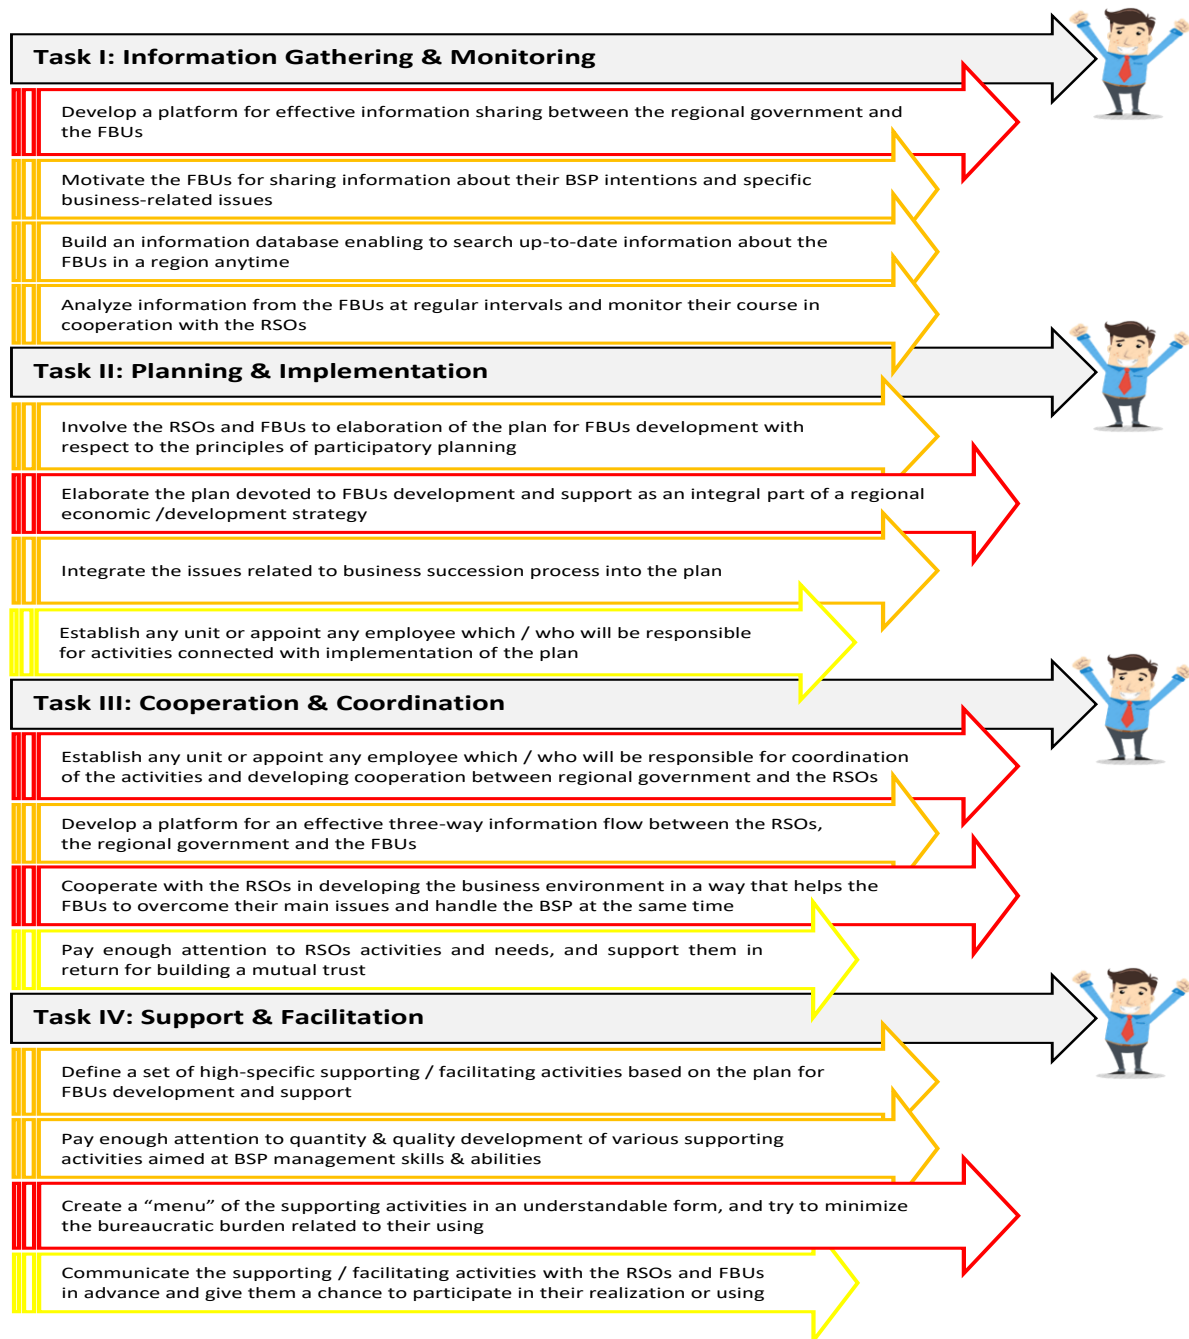 Task I: Information Gathering & Monitoring
Develop a platform for effective information sharing between the regional government and
the FBUs
Motivate the FBUs for sharing information about their BSP intentions and specific
business-related issues
Build an information database enabling to search up-to-date information about the
FBUs in a region anytime
Analyze information from the FBUs at regular intervals and monitor their course in
cooperation with the RSOs
Task II: Planning & Implementation
Involve the RSOs and FBUs to elaboration of the plan for FBUs development with
respect to the principles of participatory planning
Elaborate the plan devoted to FBUs development and support as an integral part of a regional
economic /development strategy
Integrate the issues related to business succession process into the plan
Establish any unit or appoint any employee which / who will be responsible
for activities connected with implementation of the plan
Task III: Cooperation & Coordination
Establish any unit or appoint any employee which / who will be responsible for coordination
of the activities and developing cooperation between regional government and the RSOs
Develop a platform for an effective three-way information flow between the RSOs,
the regional government and the FBUs
Cooperate with the RSOs in developing the business environment in a way that helps the
FBUs to overcome their main issues and handle the BSP at the same time
Pay enough attention to RSOs activities and needs, and support them in
return for building a mutual trust
Task IV: Support & Facilitation
Define a set of high-specific supporting / facilitating activities based on the plan for
FBUs development and support
Pay enough attention to quantity & quality development of various supporting
activities aimed at BSP management skills & abilities
Create a “menu” of the supporting activities in an understandable form, and try to minimize
the bureaucratic burden related to their using
Communicate the supporting / facilitating activities with the RSOs and FBUs
in advance and give them a chance to participate in their realization or using